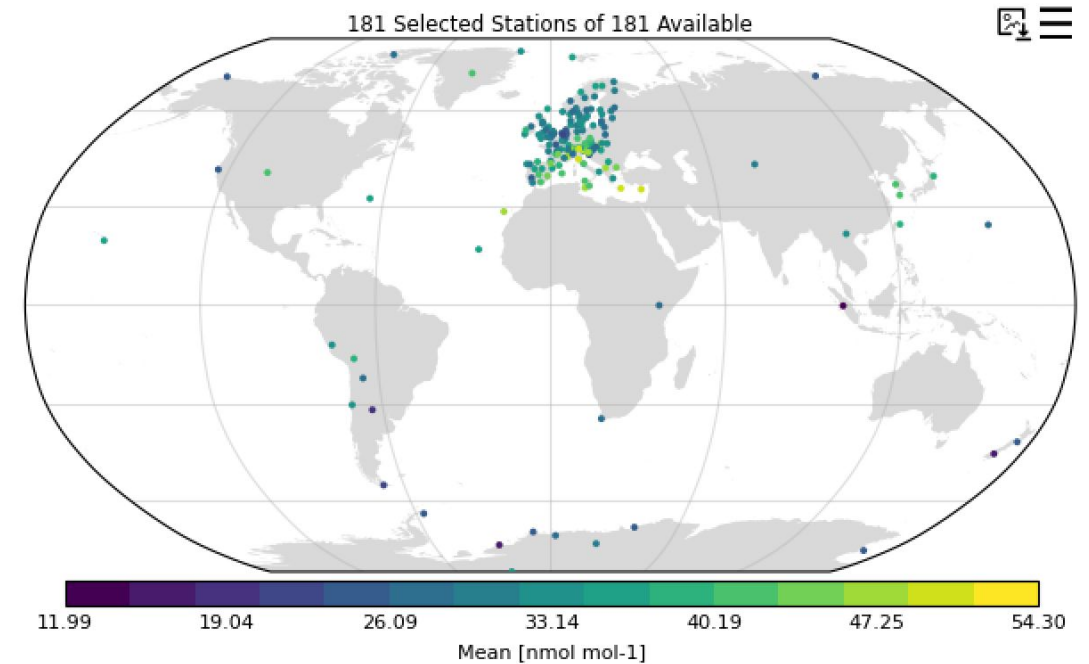 181 Selected Stations of 181 Available
11.99 19.04 26.09 33.14 40.19 47.25 54.30
Mean [nmol mol-1]